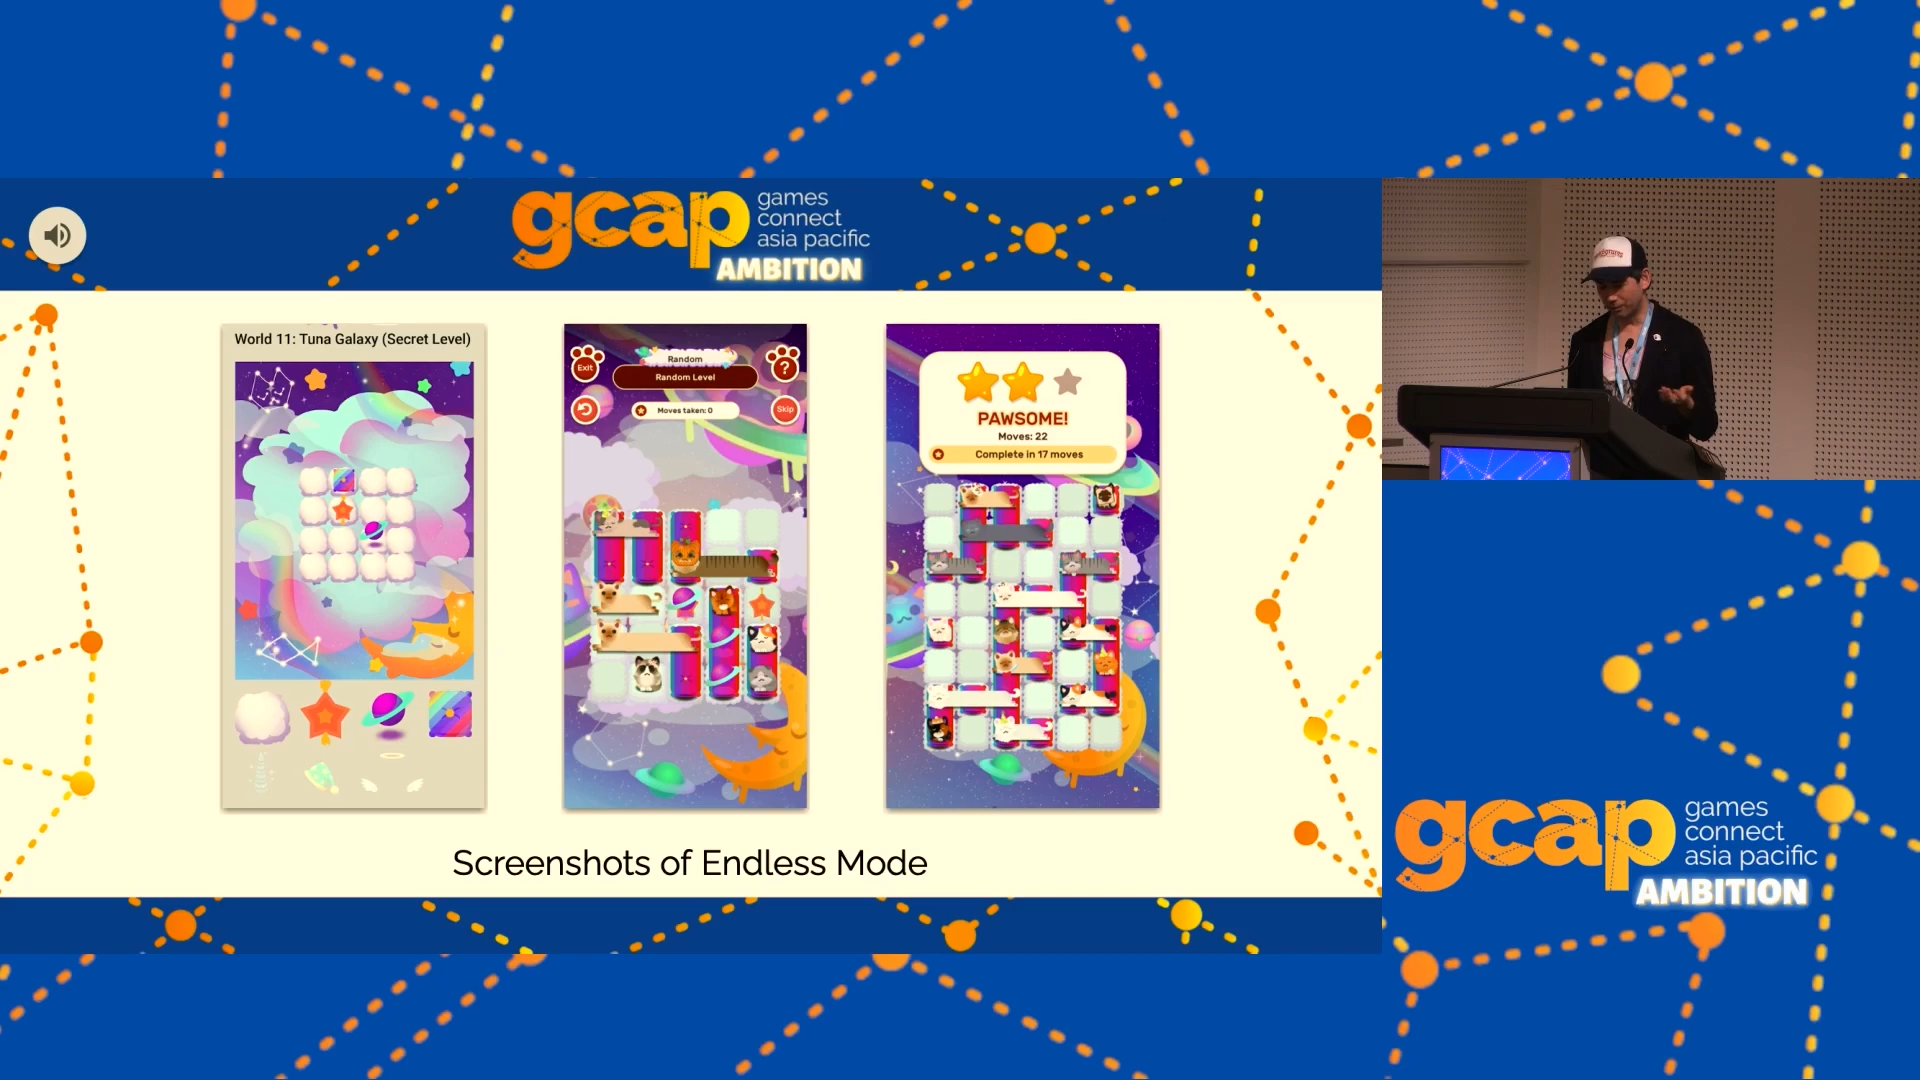 gcap
games
connect
asia pacific
AMBITION
World 11: Tuna Galaxy (Secret Level)
Exit
Random
?
Random Level
Moves taken: 0
Skip
PAWSOME!
Moves: 22
Complete in 17 moves
Screenshots of Endless Mode
gcap
games
connect
asia pacific
AMBITION